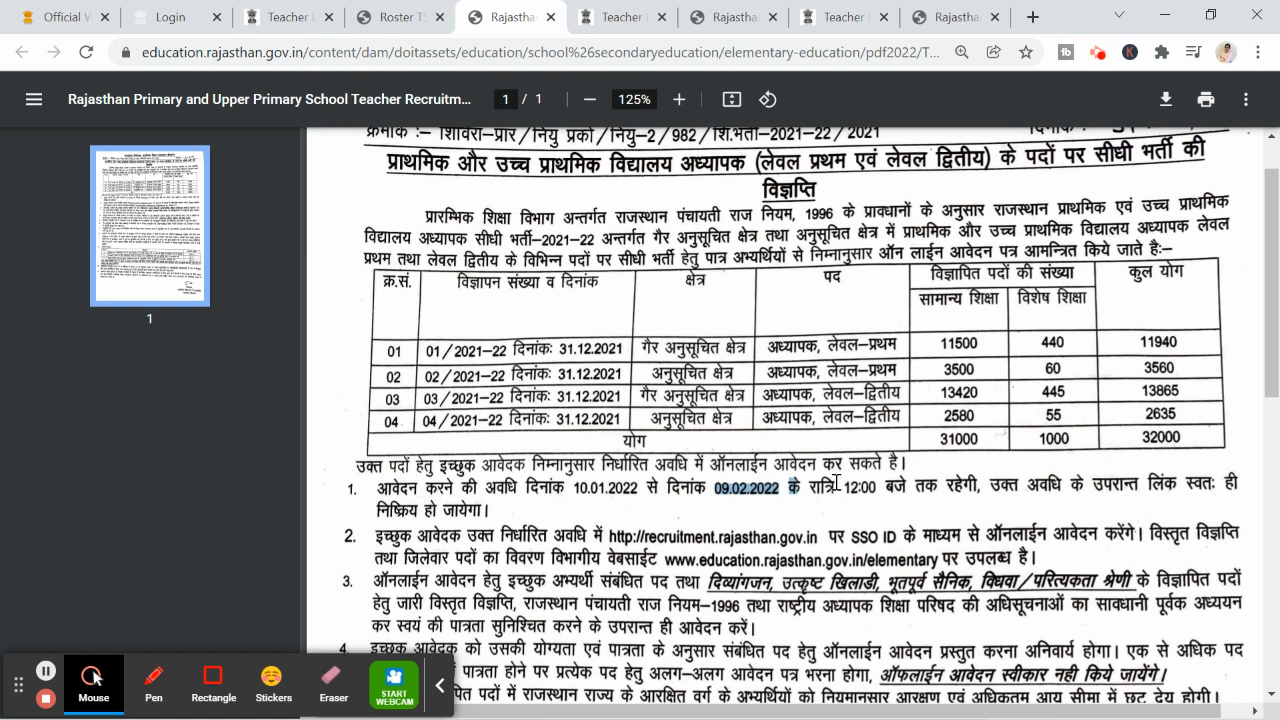 Official W
Login
Teacher
Roster TS
Rajasthan
Teacher
Rajasthan
Teacher
Rajasthan
education.rajasthan.gov.in/content/dam/doitassets/education/school%26secondaryeducation/elementary-education/pdf2022/T...
Rajasthan Primary and Upper Primary School Teacher Recruitm...
1 / 1
125%
क्रमांक :- शिविरा-प्रार/नियु प्रको/नियु-2/982/शि.भर्ती-2021-22/2021
दिनांक :-
प्राथमिक और उच्च प्राथमिक विद्यालय अध्यापक (लेवल प्रथम एवं लेवल द्वितीय) के पदों पर सीधी भर्ती की
विज्ञप्ति
प्रारम्भिक शिक्षा विभाग अन्तर्गत राजस्थान पंचायती राज नियम, 1996 के प्रावधानों के अनुसार राजस्थान प्राथमिक एवं उच्च प्राथमिक
विद्यालय अध्यापक सीधी भर्ती-2021-22 अन्तर्गत गैर अनुसूचित क्षेत्र तथा अनुसूचित क्षेत्र में प्राथमिक और उच्च प्राथमिक विद्यालय अध्यापक लेवल
प्रथम तथा लेवल द्वितीय के विभिन्न पदों पर सीधी भर्ती हेतु पात्र अभ्यर्थियों से निम्नानुसार ऑन लाईन आवेदन पत्र आमन्त्रित किये जाते है:-
क्र.सं. विज्ञापन संख्या व दिनांक क्षेत्र पद विज्ञापित पदों की संख्या कुल योग
सामान्य शिक्षा विशेष शिक्षा
01 01/2021-22 दिनांक: 31.12.2021 गैर अनुसूचित क्षेत्र अध्यापक, लेवल-प्रथम 11500 440 11940
02 02/2021-22 दिनांक: 31.12.2021 अनुसूचित क्षेत्र अध्यापक, लेवल-प्रथम 3500 60 3560
03 03/2021-22 दिनांक: 31.12.2021 गैर अनुसूचित क्षेत्र अध्यापक, लेवल-द्वितीय 13420 445 13865
04 04/2021-22 दिनांक: 31.12.2021 अनुसूचित क्षेत्र अध्यापक, लेवल-द्वितीय 2580 55 2635
योग 31000 1000 32000
उक्त पदों हेतु इच्छुक आवेदक निम्नानुसार निर्धारित अवधि में ऑनलाईन आवेदन कर सकते है।
1. आवेदन करने की अवधि दिनांक 10.01.2022 से दिनांक 09.02.2022 के रात्रि 12:00 बजे तक रहेगी, उक्त अवधि के उपरान्त लिंक स्वतः ही
निष्क्रिय हो जायेगा।
2. इच्छुक आवेदक उक्त निर्धारित अवधि में http://recruitment.rajasthan.gov.in पर SSO ID के माध्यम से ऑनलाईन आवेदन करेंगे। विस्तृत विज्ञप्ति
तथा जिलेवार पदों का विवरण विभागीय वेबसाईट www.education.rajasthan.gov.in/elementary पर उपलब्ध है।
3. ऑनलाईन आवेदन हेतु इच्छुक अभ्यर्थी संबंधित पद तथा दिव्यांगजन, उत्कृष्ट खिलाडी, भूतपूर्व सैनिक, विधवा/परित्यकता श्रेणी के विज्ञापित पदों
हेतु जारी विस्तृत विज्ञप्ति, राजस्थान पंचायती राज नियम-1996 तथा राष्ट्रीय अध्यापक शिक्षा परिषद की अधिसूचनाओं का सावधानी पूर्वक अध्ययन
कर स्वयं की पात्रता सुनिश्चित करने के उपरान्त ही आवेदन करें।
4. इच्छुक आवेदक को उसकी योग्यता एवं पात्रता के अनुसार संबंधित पद हेतु ऑनलाईन आवेदन प्रस्तुत करना अनिवार्य होगा। एक से अधिक पद
पात्रता होने पर प्रत्येक पद हेतु अलग-अलग आवेदन पत्र भरना होगा, ऑफलाईन आवेदन स्वीकार नही किये जायेंगे।
पदों में राजस्थान राज्य के आरक्षित वर्ग के अभ्यर्थियों को नियमानुसार आरक्षण एवं अधिकतम आयु सीमा में छूट देय होगी।
1
Mouse
Pen
Rectangle
Stickers
Eraser
START
WEBCAM